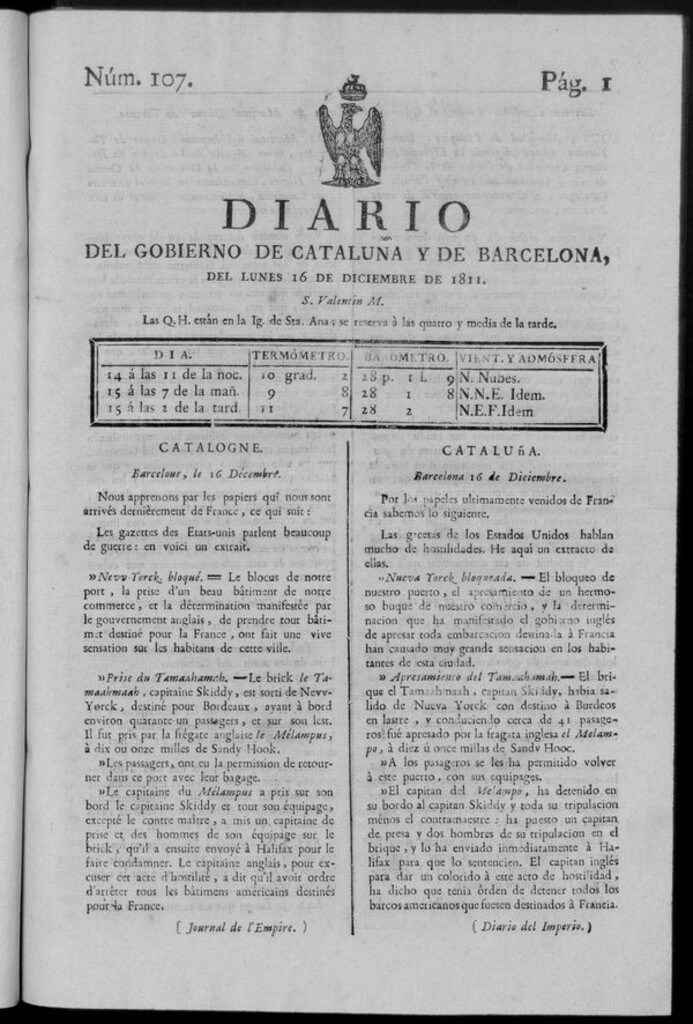 Núm. 107.
Pág. 1
DIARIO
DEL GOBIERNO DE CATALUÑA Y DE BARCELONA,
DEL LUNES 16 DE DICIEMBRE DE 1811.
S. Valentin M.
Las Q.H. están en la Ig. de Sta. Ana; se reserva á las quatro y media de la tarde.
DIA. TERMÓMETRO. BARÓMETRO. VIENT. Y ADMÓSFERA
14 á las 11 de la noc. 10 grad. 2 28 p. 1 l. 9 N. Nubes.
15 á las 7 de la mañ. 9 8 28 1 8 N.N.E. Idem.
15 á las 2 de la tard. 11 7 28 2 N.E.F.Idem
CATALOGNE.
Barcelone, le 16 Décembre.
Nous apprenons par les papiers qui nous sont
arrivés dernièrement de France, ce qui suit:
Les gazettes des Etats-unis parlent beaucoup
de guerre: en voici un extrait.
»Nevv-Yorck, bloqué. = Le blocus de notre
port, la prise d'un beau bâtiment de notre
commerce, et la détermination manifestée par
le gouvernement anglais, de prendre tout bâti-
ment destiné pour la France, ont fait une vive
sensation sur les habitans de cette ville.
»Prise du Tamaahamah. — Le brick le Ta-
maahmaah, capitaine Skiddy, est sorti de Nevv-
Yorck, destiné pour Bordeaux, ayant à bord
environ quarante-un passagers, et sur son lest.
Il fut pris par la frégate anglaise le Mélampus,
à dix ou onze milles de Sandy-Hook.
»Les passagers, ont eu la permission de retour-
ner dans ce port avec leur bagage.
»Le capitaine du Mélampus a pris sur son
bord le capitaine Skiddy et tout son équipage,
excepté le contre maître, a mis un capitaine de
prise et des hommes de son équipage sur le
brick, qu'il a ensuite envoyé à Halifax pour le
faire condamner. Le capitaine anglais, pour ex-
cuser cet acte d'hostilité, a dit qu'il avoit ordre
d'arrêter tous les bâtimens américains destinés
pour la France.
( Journal de l'Empire. )
CATALUÑA.
Barcelona 16 de Diciembre.
Por los papeles ultimamente venidos de Fran-
cia sabemos lo siguiente.
Las gacetas de los Estados Unidos hablan
mucho de hostilidades. He aquí un extracto de
ellas.
»Nueva Yorck bloqueada. — El bloqueo de
nuestro puerto, el apresamiento de un hermo-
so buque de nuestro comercio, y la determi-
nacion que ha manifestado el gobierno inglés
de apresar toda embarcacion destinada á Francia
han causado muy grande sensacion en los habi-
tantes de esta ciudad.
» Apresamiento del Tamaahamah. — El bri-
que el Tamaahmaah, capitan Skiddy, habia sa-
lido de Nueva Yorck con destino á Burdeos
en lastre, y conduciendo cerca de 41 pasage-
ros: fué apresado por la fragata inglesa el Melam-
po, á diez ú once millas de Sandy Hooc.
»A los pasageros se les ha permitido volver
á este puerto, con sus equipages.
»El capitan del Melampo, ha detenido en
su bordo al capitan Skiddy y toda su tripulacion
ménos el contramaestre: ha puesto un capitan
de presa y dos hombres de su tripulacion en el
brique, y lo ha enviado inmediatamente á Ha-
lifax para que lo sentencien. El capitan inglés
para dar un colorido á este acto de hostilidad,
ha dicho que tenia órden de detener todos los
barcos americanos que fuesen destinados á Francia.
( Diario del Imperio. )